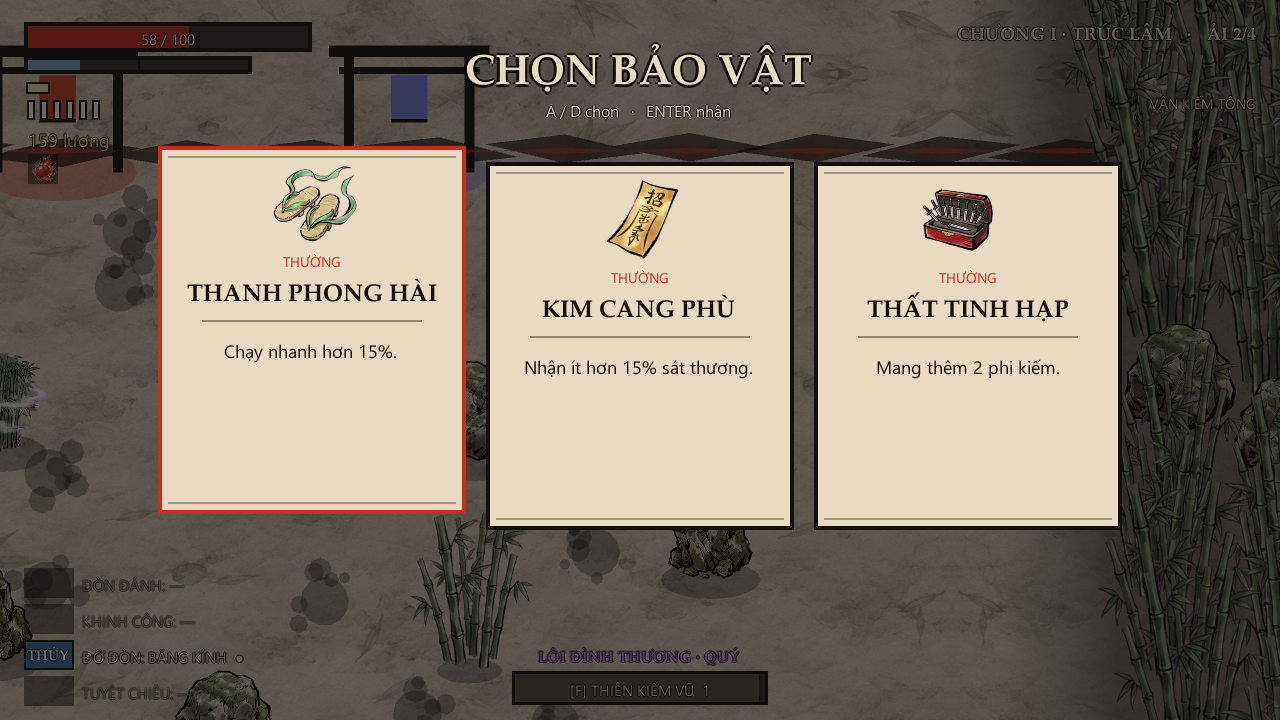 58 / 100
CHƯƠNG I · TRÚC LÂM · ẢI 2/4
CHỌN BẢO VẬT
A / D chọn · ENTER nhận
VẠN KIẾM TÔNG
159 lượng
THƯỜNG
THANH PHONG HÀI
Chạy nhanh hơn 15%.
THƯỜNG
KIM CANG PHÙ
Nhận ít hơn 15% sát thương.
THƯỜNG
THẤT TINH HẠP
Mang thêm 2 phi kiếm.
ĐÒN ĐÁNH: —
KHINH CÔNG: —
THỦY
ĐỠ ĐÒN: BĂNG KÍNH
TUYỆT CHIÊU: —
LÔI ĐÌNH THƯƠNG · QUÝ
[F] THIÊN KIẾM VŨ 1